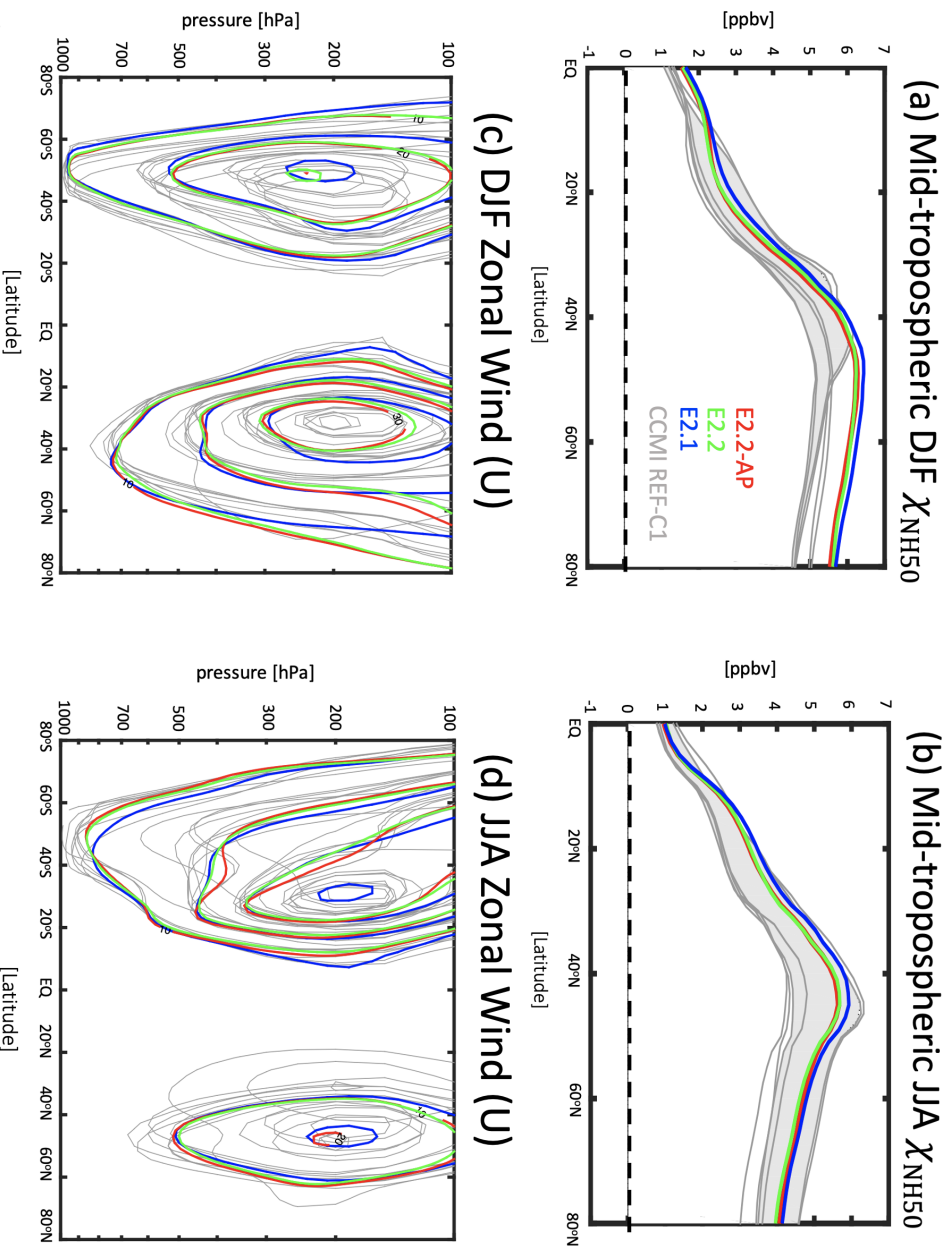 (a) Mid-tropospheric DJF χNH50
[ppbv]
7
6
5
4
3
2
1
0
-1
EQ
20°N
40°N
60°N
80°N
[Latitude]
E2.2-AP
E2.2
E2.1
CCMI REF-C1
(b) Mid-tropospheric JJA χNH50
[ppbv]
7
6
5
4
3
2
1
0
-1
EQ
20°N
40°N
60°N
80°N
[Latitude]
(c) DJF Zonal Wind (U)
pressure [hPa]
100
200
300
500
700
1000
80°S
60°S
40°S
20°S
EQ
20°N
40°N
60°N
80°N
[Latitude]
10
20
30
10
(d) JJA Zonal Wind (U)
pressure [hPa]
100
200
300
500
700
1000
80°S
60°S
40°S
20°S
EQ
20°N
40°N
60°N
80°N
[Latitude]
10
10
20